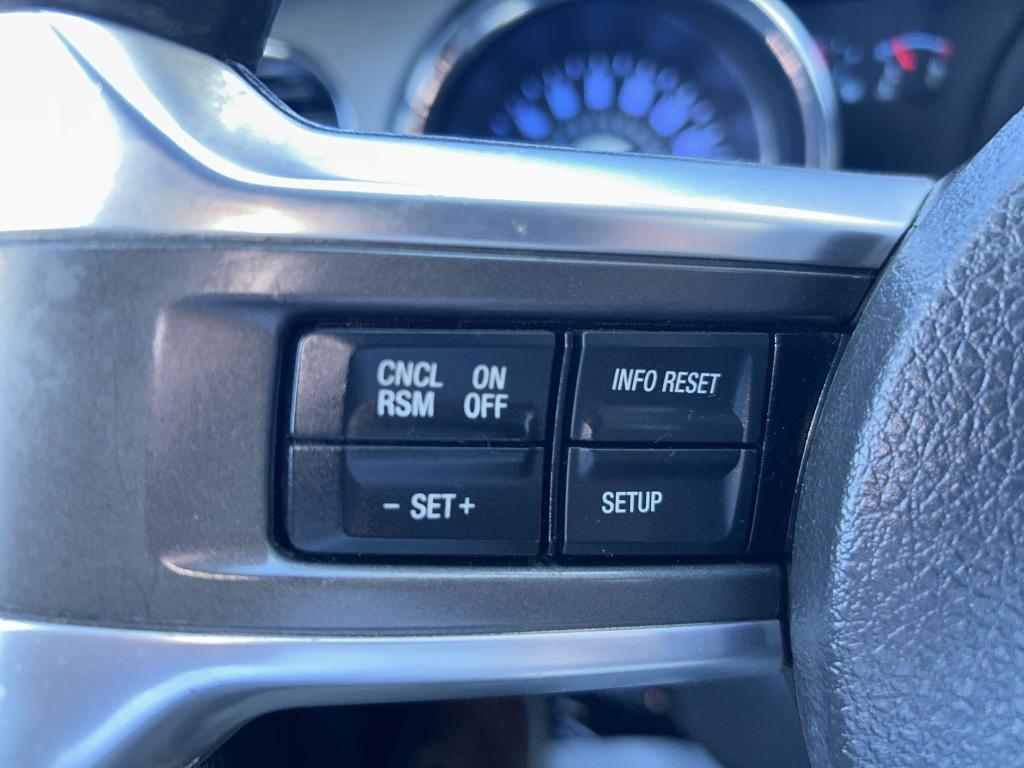 CNCL ON
RSM OFF
INFO RESET
- SET +
SETUP